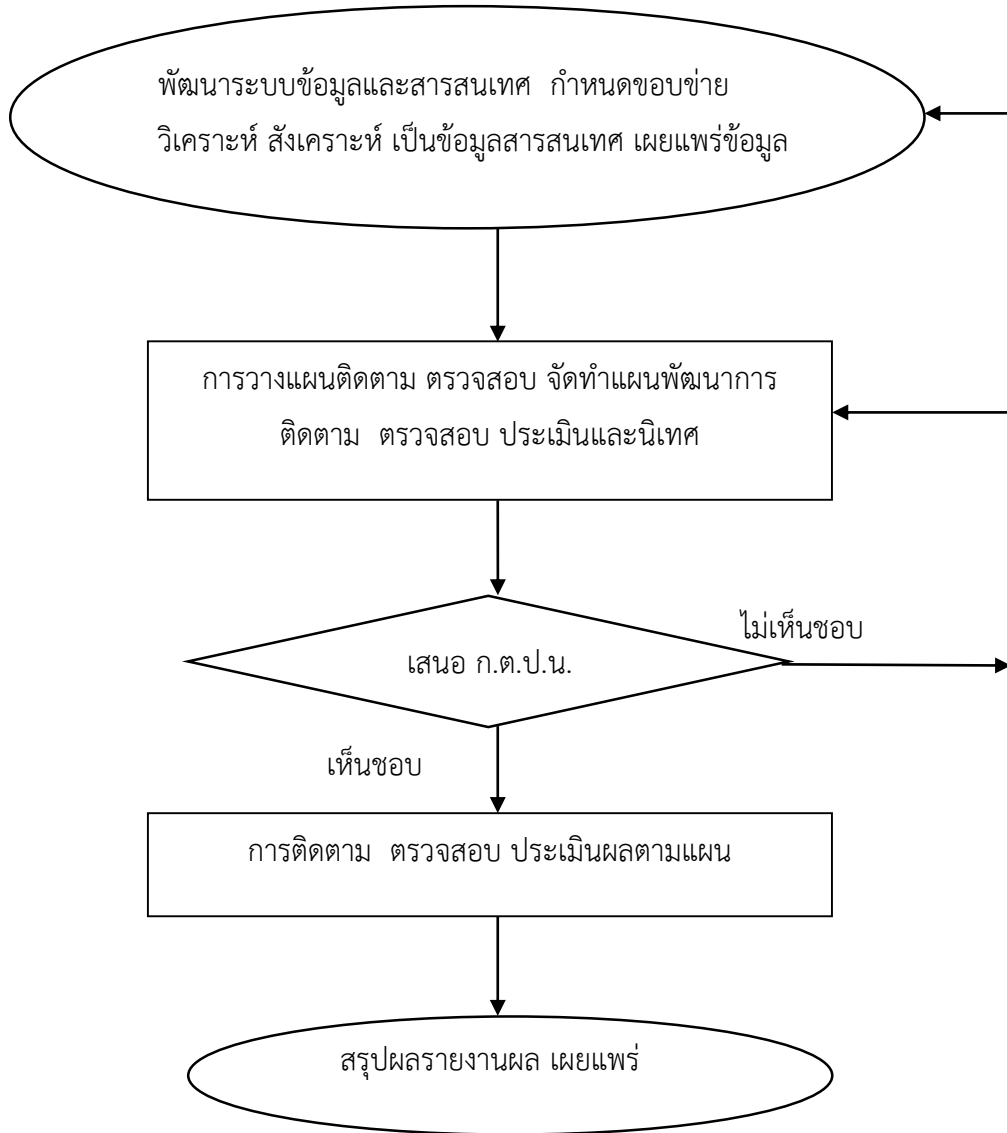 พัฒนาระบบข้อมูลและสารสนเทศ  กำหนดขอบข่าย
วิเคราะห์ สังเคราะห์ เป็นข้อมูลสารสนเทศ เผยแพร่ข้อมูล
การวางแผนติดตาม ตรวจสอบ จัดทำแผนพัฒนาการ
ติดตาม  ตรวจสอบ ประเมินและนิเทศ
ไม่เห็นชอบ
เสนอ ก.ต.ป.น.
เห็นชอบ
การติดตาม  ตรวจสอบ ประเมินผลตามแผน
สรุปผลรายงานผล เผยแพร่